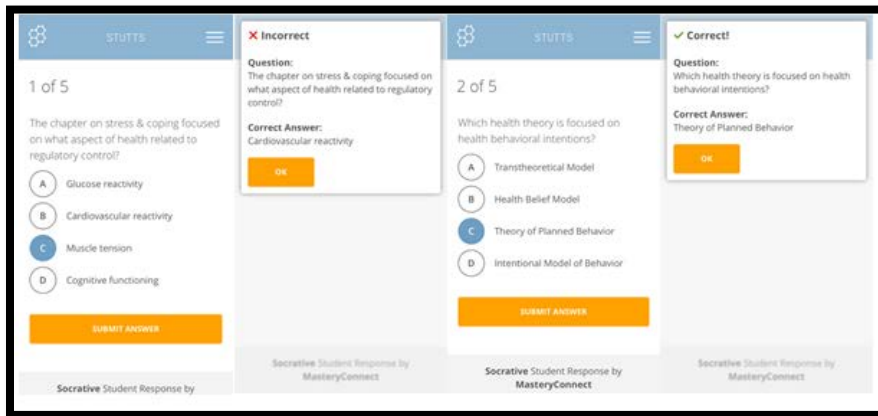 STUTTS
1 of 5
The chapter on stress & coping focused
on what aspect of health related to
regulatory control?
A Glucose reactivity
B Cardiovascular reactivity
C Muscle tension
D Cognitive functioning
SUBMIT ANSWER
Socrative Student Response by
✗ Incorrect
Question:
The chapter on stress & coping focused on
what aspect of health related to regulatory
control?
Correct Answer:
Cardiovascular reactivity
OK
Socrative Student Response by
MasteryConnect
STUTTS
2 of 5
Which health theory is focused on
health behavioral intentions?
A Transtheoretical Model
B Health Belief Model
C Theory of Planned Behavior
D Intentional Model of Behavior
SUBMIT ANSWER
Socrative Student Response by
MasteryConnect
✓ Correct!
Question:
Which health theory is focused on health
behavioral intentions?
Correct Answer:
Theory of Planned Behavior
OK
Socrative Student Response by
MasteryConnect